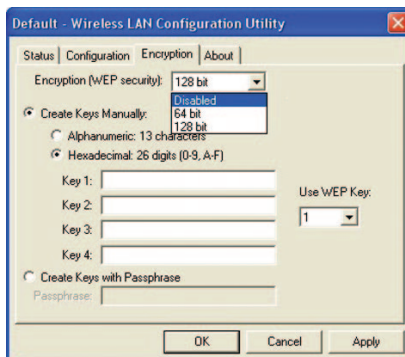 Default - Wireless LAN Configuration Utility
Status Configuration Encryption About
Encryption (WEP security): 128 bit
Disabled
64 bit
128 bit
Create Keys Manually:
Alphanumeric: 13 characters
Hexadecimal: 26 digits (0-9, A-F)
Key 1:
Use WEP Key:
Key 2:
1
Key 3:
Key 4:
Create Keys with Passphrase
Passphrase:
OK Cancel Apply